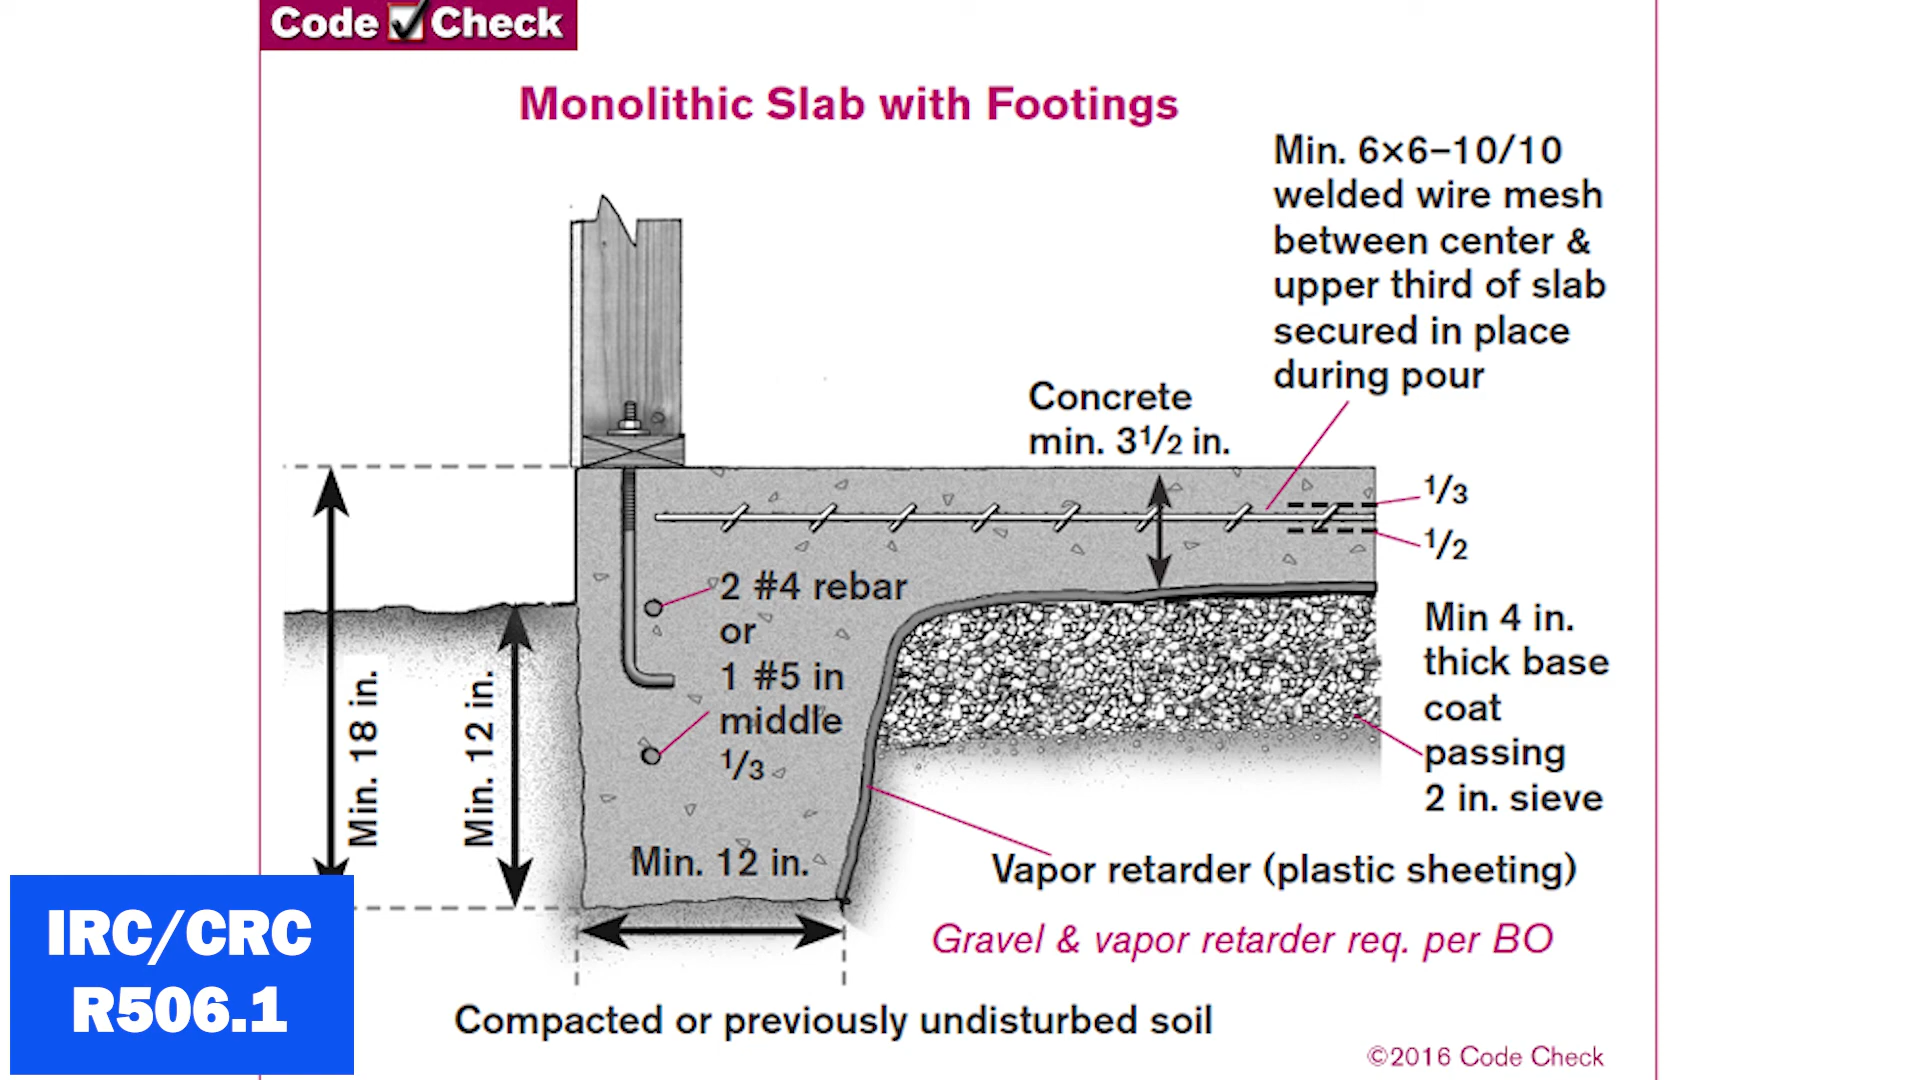 Code Check
Monolithic Slab with Footings
Min. 6×6–10/10
welded wire mesh
between center &
upper third of slab
secured in place
during pour
Concrete
min. 3 1/2 in.
1/3
1/2
2 #4 rebar
or
1 #5 in
middle
1/3
Min. 18 in.
Min. 12 in.
Min. 12 in.
Min 4 in.
thick base
coat
passing
2 in. sieve
Vapor retarder (plastic sheeting)
Gravel & vapor retarder req. per BO
IRC/CRC
R506.1
Compacted or previously undisturbed soil
©2016 Code Check